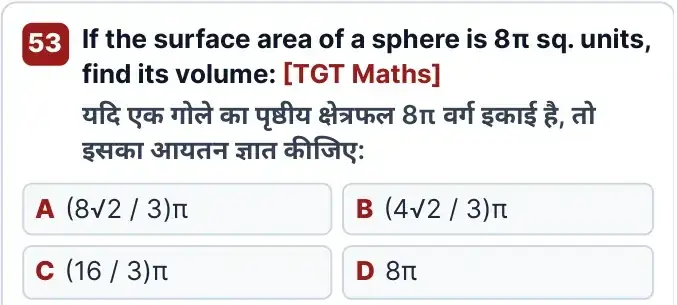 53 If the surface area of a sphere is 8π sq. units,
find its volume: [TGT Maths]
यदि एक गोले का पृष्ठीय क्षेत्रफल 8π वर्ग इकाई है, तो
इसका आयतन ज्ञात कीजिए:
A (8√2 / 3)π
B (4√2 / 3)π
C (16 / 3)π
D 8π